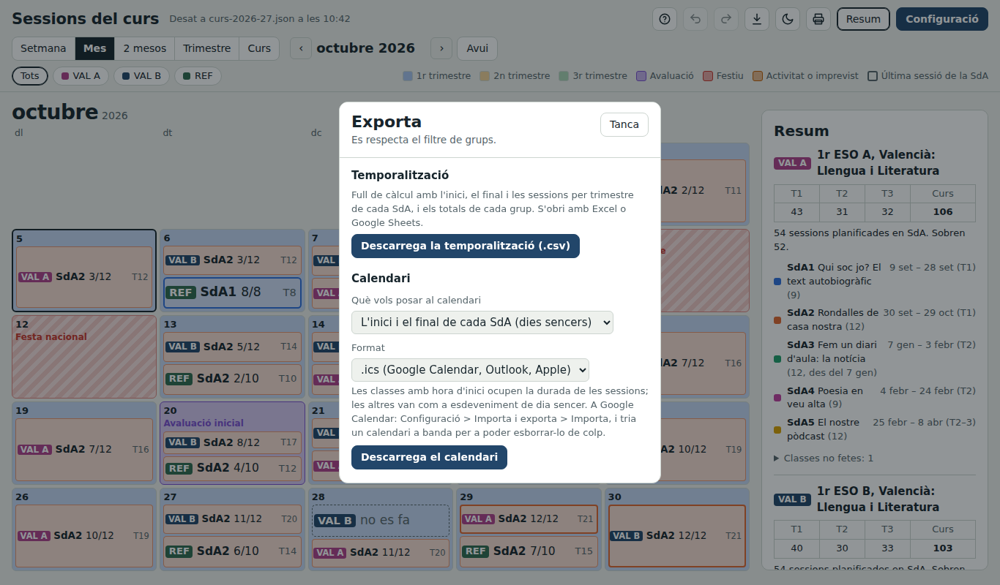 Sessions del curs
Desat a curs-2026-27.json a les 10:42
Resum
Configuració
Setmana
Mes
2 mesos
Trimestre
Curs
‹
octubre 2026
›
Avui
Tots
VAL A
VAL B
REF
1r trimestre
2n trimestre
3r trimestre
Avaluació
Festiu
Activitat o imprevist
Última sessió de la SdA
octubre 2026
dl
dt
dc
2/12 T11
5
VAL A SdA2 3/12 T12
6
VAL B SdA2 3/12 T12
REF SdA1 8/8 T8
7
VAL
VAL
12
Festa nacional
13
VAL B SdA2 5/12 T14
REF SdA2 2/10 T10
14
VAL
VAL
7/12 T16
19
VAL A SdA2 7/12 T16
20
Avaluació inicial
VAL B SdA2 8/12 T17
REF SdA2 4/10 T12
21
VAL
VAL
10/12 T19
26
VAL A SdA2 10/12 T19
27
VAL B SdA2 11/12 T20
REF SdA2 6/10 T14
28
VAL B no es fa
VAL A SdA2 11/12 T20
29
VAL A SdA2 12/12 T21
REF SdA2 7/10 T15
30
VAL B SdA2 12/12 T21
Exporta
Es respecta el filtre de grups.
Tanca
Temporalització
Full de càlcul amb l'inici, el final i les sessions per trimestre
de cada SdA, i els totals de cada grup. S'obri amb Excel o
Google Sheets.
Descarrega la temporalització (.csv)
Calendari
Què vols posar al calendari
L'inici i el final de cada SdA (dies sencers)
Format
.ics (Google Calendar, Outlook, Apple)
Les classes amb hora d'inici ocupen la durada de les sessions;
les altres van com a esdeveniment de dia sencer. A Google
Calendar: Configuració > Importa i exporta > Importa, i tria
un calendari a banda per a poder esborrar-lo de colp.
Descarrega el calendari
Resum
VAL A 1r ESO A, Valencià:
Llengua i Literatura
T1 T2 T3 Curs
43 31 32 106
54 sessions planificades en SdA. Sobren
52.
SdA1 Qui soc jo? El 9 set – 28 set (T1)
text autobiogràfic
(9)
SdA2 Rondalles de 30 set – 29 oct (T1)
casa nostra (12)
SdA3 Fem un diari 7 gen – 3 febr (T2)
d'aula: la notícia
(12, des del 7 gen)
SdA4 Poesia en 4 febr – 24 febr (T2)
veu alta (9)
SdA5 El nostre 25 febr – 8 abr (T2–3)
pòdcast (12)
Classes no fetes: 1
VAL B 1r ESO B, Valencià:
Llengua i Literatura
T1 T2 T3 Curs
40 30 33 103
54 sessions planificades en SdA. Sobren